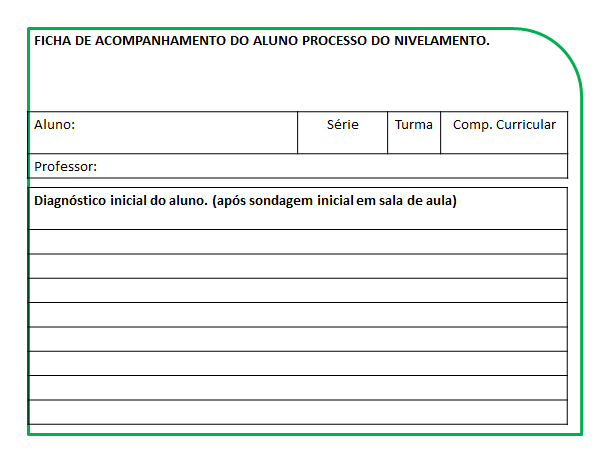 FICHA DE ACOMPANHAMENTO DO ALUNO PROCESSO DO NIVELAMENTO.
Aluno: Série Turma Comp. Curricular
Professor:
Diagnóstico inicial do aluno. (após sondagem inicial em sala de aula)